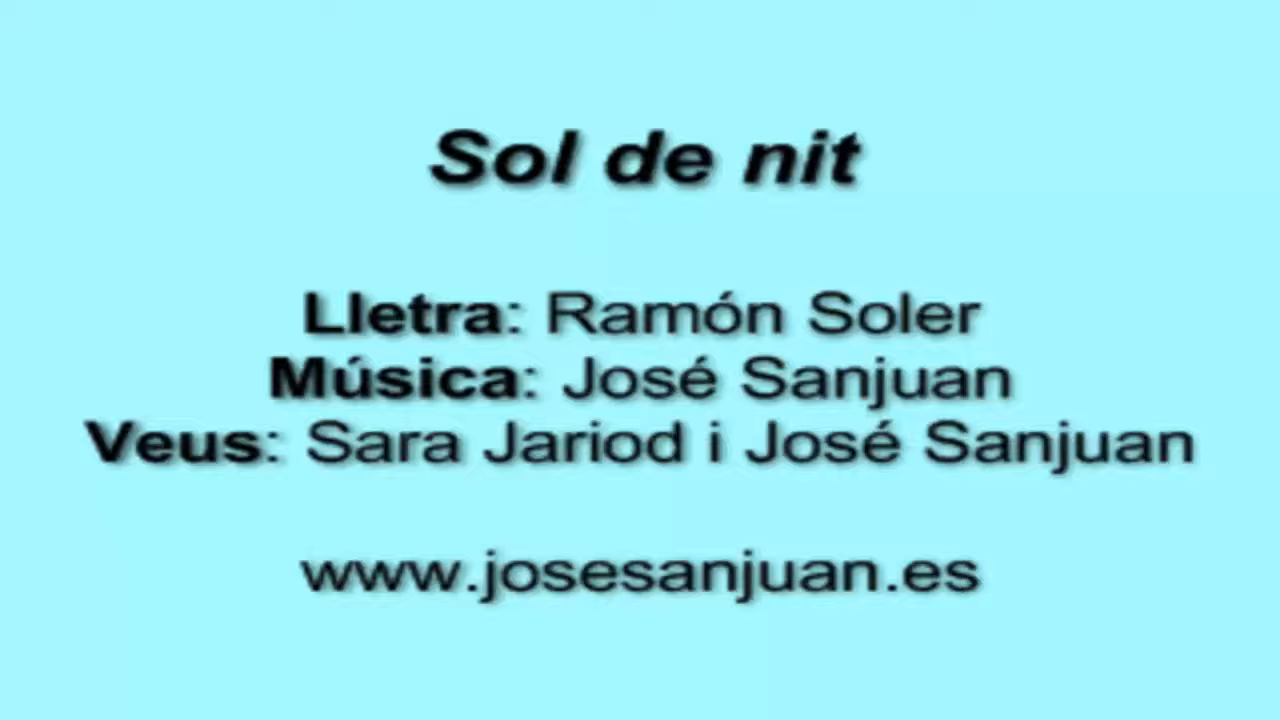 Sol de nit
Lletra: Ramón Soler
Música: José Sanjuan
Veus: Sara Jariod i José Sanjuan
www.josesanjuan.es